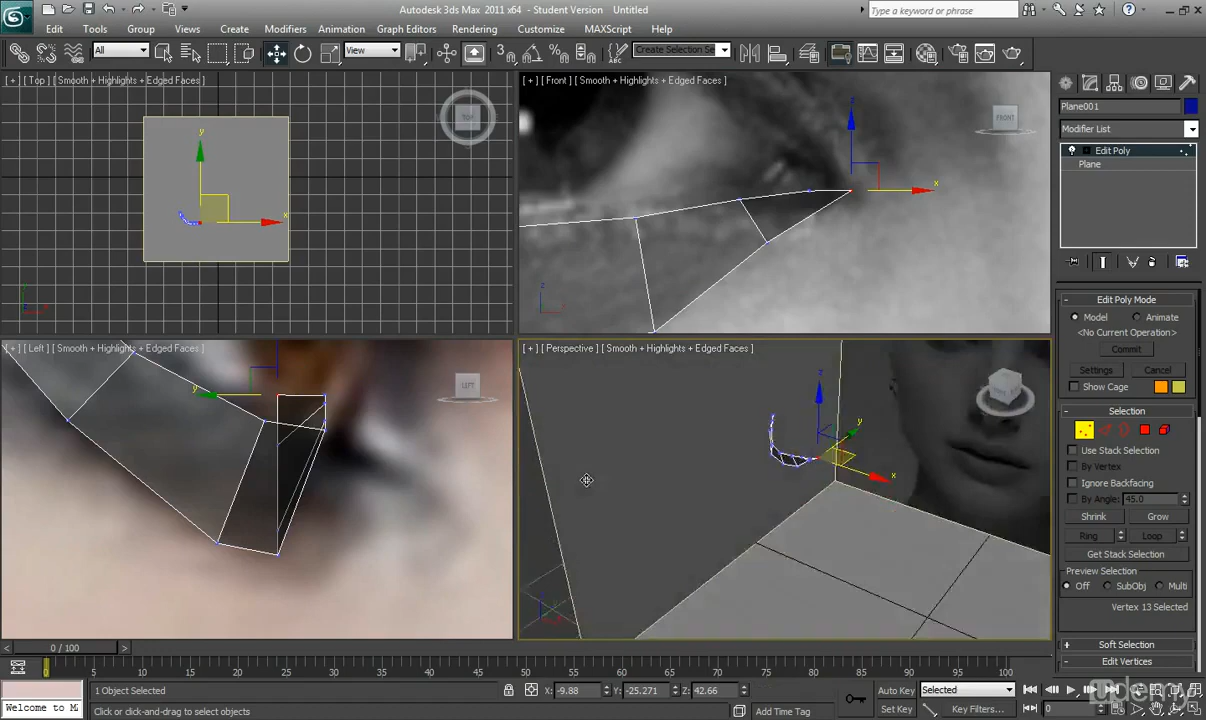 Autodesk 3ds Max 2011 x64 - Student Version Untitled
Type a keyword or phrase
Edit Tools Group Views Create Modifiers Animation Graph Editors Rendering Customize MAXScript Help
All View Create Selection Se
[ + ] [ Top ] [ Smooth + Highlights + Edged Faces ]
[ + ] [ Front ] [ Smooth + Highlights + Edged Faces ]
TOP
FRONT
y
x
z
x
z
[ + ] [ Left ] [ Smooth + Highlights + Edged Faces ]
[ + ] [ Perspective ] [ Smooth + Highlights + Edged Faces ]
LEFT
y
z
y
x
Plane001
Modifier List
Edit Poly
Plane
Edit Poly Mode
Model Animate
<No Current Operation>
Commit
Settings Cancel
Show Cage
Selection
Use Stack Selection
By Vertex
Ignore Backfacing
By Angle: 45.0
Shrink Grow
Ring Loop
Get Stack Selection
Preview Selection
Off SubObj Multi
Vertex 13 Selected
Soft Selection
Edit Vertices
0 / 100
0 5 10 15 20 25 30 35 40 45 50 55 60 65 70 75 80 85 90 95 100
1 Object Selected
X: -9.88 Y: -25.271 Z: 42.66
Auto Key Selected
Welcome to M
Click or click-and-drag to select objects
Add Time Tag
Set Key Key Filters... 0
udemy